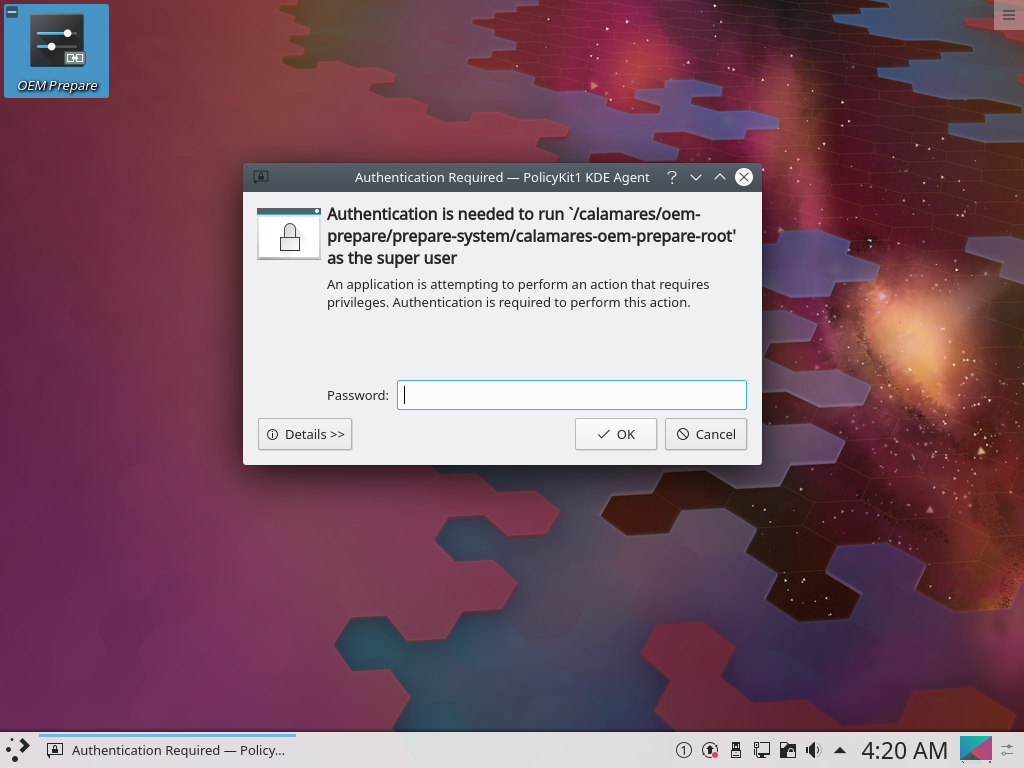 OEM Prepare
Authentication Required — PolicyKit1 KDE Agent
Authentication is needed to run `/calamares/oem-
prepare/prepare-system/calamares-oem-prepare-root'
as the super user
An application is attempting to perform an action that requires
privileges. Authentication is required to perform this action.
Password:
Details >>
OK
Cancel
Authentication Required — Policy...
1
4:20 AM